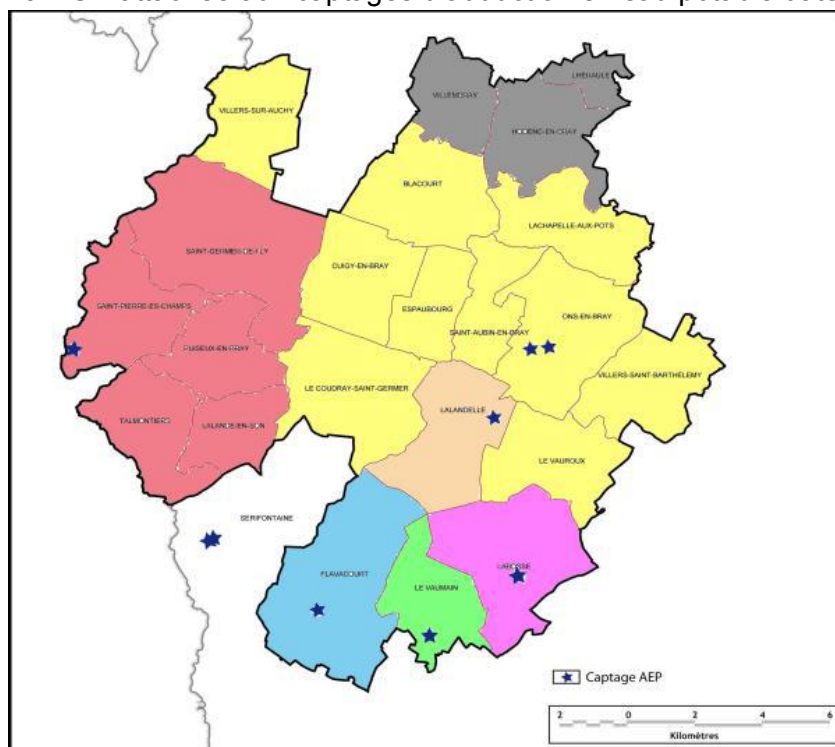 VILLERS-SUR-AUCHY
VILLEMBRAY
LHERAULE
HODENC-EN-BRAY
BLACOURT
LACHAPELLE-AUX-POTS
SAINT-GERMER-DE-FLY
CUIGY-EN-BRAY
ESPAUBOURG
SAINT-PIERRE-ES-CHAMPS
SAINT-AUBIN-EN-BRAY
ONS-EN-BRAY
PUISEUX-EN-BRAY
VILLERS-SAINT-BARTHÉLEMY
LE COUDRAY-SAINT-GERMER
LALANDELLE
TALMONTIERS
LALANDE-EN-SON
LE VAUROUX
SERIFONTAINE
FLAVACOURT
LABOSSE
LE VAUMAIN
Captage AEP
2 0 2 4 6
Kilomètres